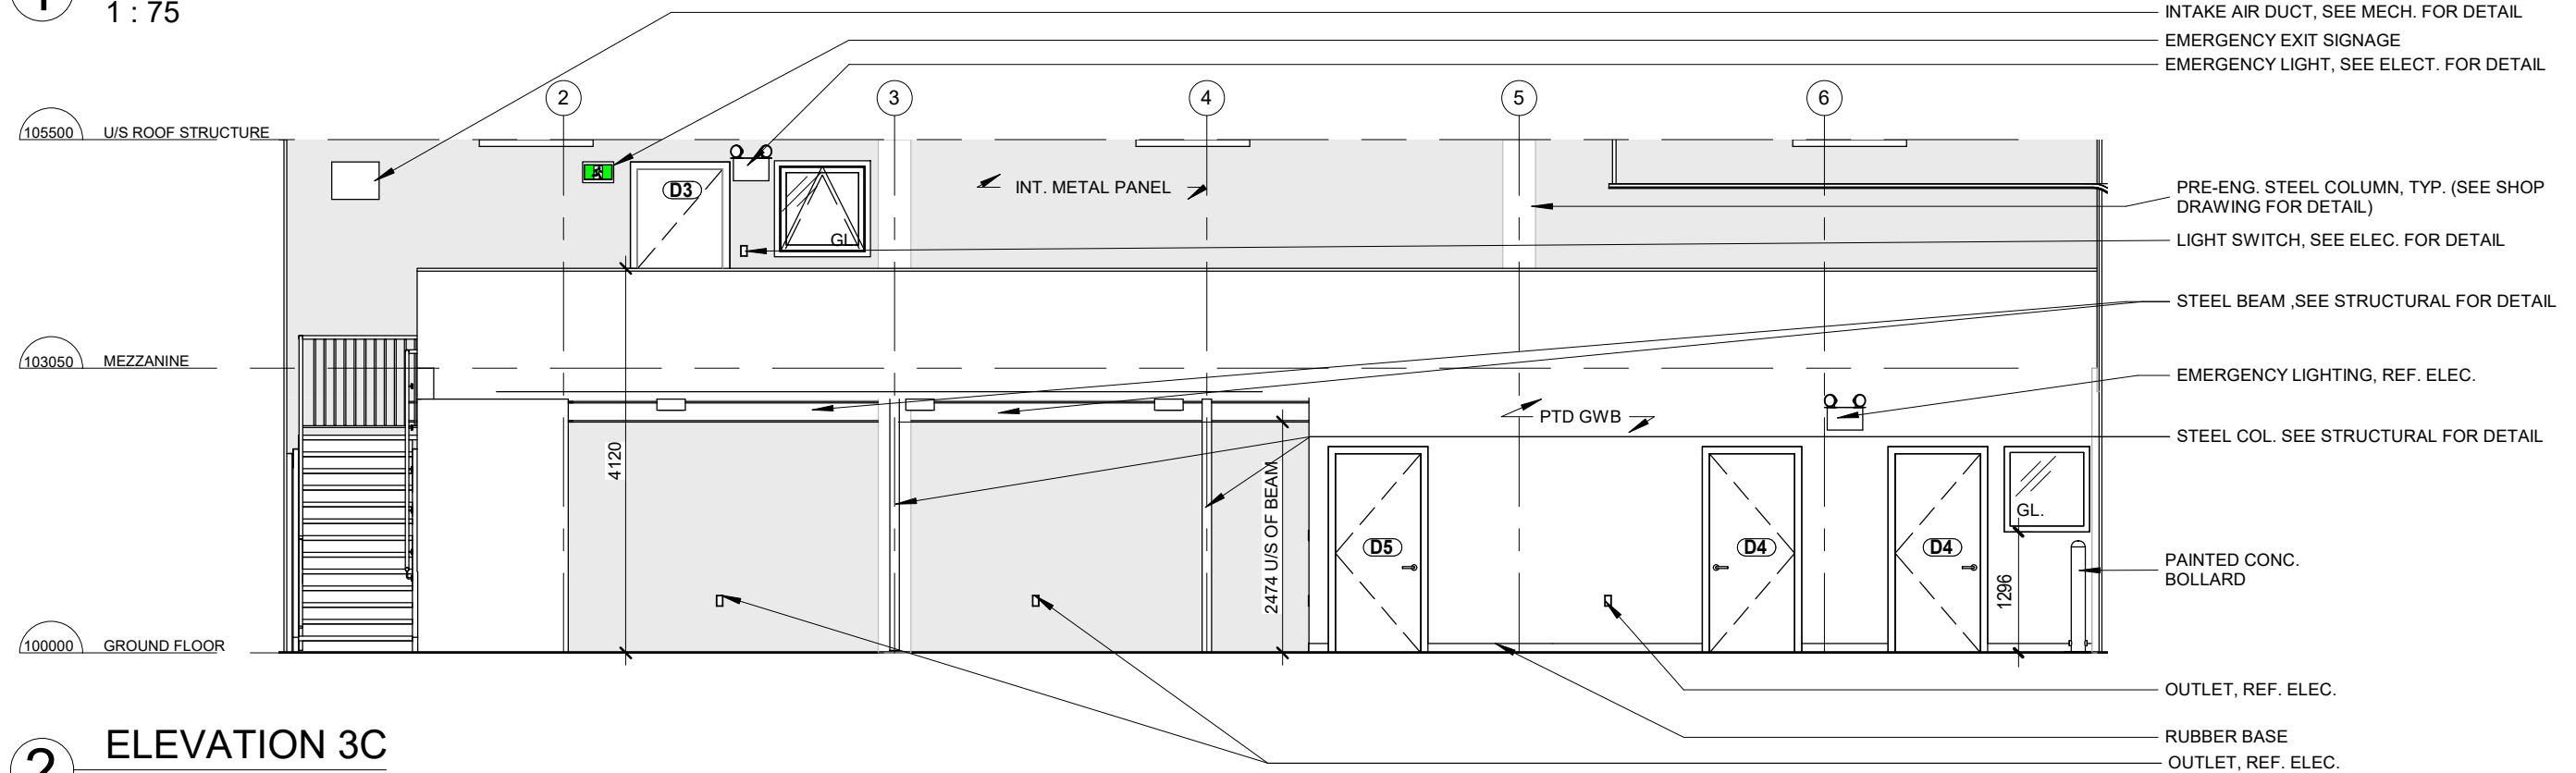 1
1 : 75
INTAKE AIR DUCT, SEE MECH. FOR DETAIL
EMERGENCY EXIT SIGNAGE
EMERGENCY LIGHT, SEE ELECT. FOR DETAIL
2
3
4
5
6
105500 U/S ROOF STRUCTURE
D3
GL
INT. METAL PANEL
PRE-ENG. STEEL COLUMN, TYP. (SEE SHOP
DRAWING FOR DETAIL)
LIGHT SWITCH, SEE ELEC. FOR DETAIL
STEEL BEAM ,SEE STRUCTURAL FOR DETAIL
103050 MEZZANINE
EMERGENCY LIGHTING, REF. ELEC.
PTD GWB
STEEL COL. SEE STRUCTURAL FOR DETAIL
4120
2474 U/S OF BEAM
GL.
D5
D4
D4
1296
PAINTED CONC.
BOLLARD
100000 GROUND FLOOR
OUTLET, REF. ELEC.
RUBBER BASE
OUTLET, REF. ELEC.
2
ELEVATION 3C